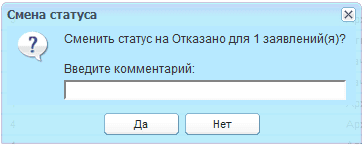 Смена статуса
Сменить статус на Отказано для 1 заявлений(я)?
Введите комментарий:
Да Нет